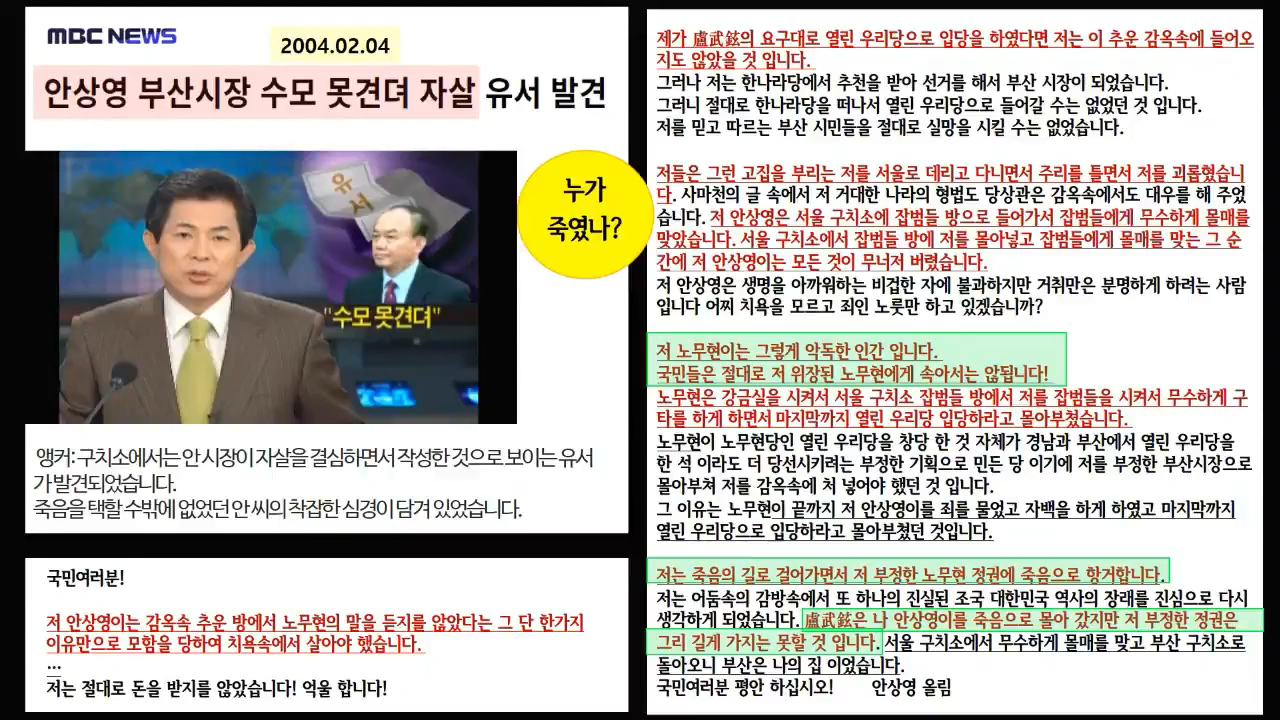 MBC NEWS
2004.02.04
안상영 부산시장 수모 못견뎌 자살 유서 발견
유
서
"수모 못견뎌"
누가
죽였나?
앵커: 구치소에서는 안 시장이 자살을 결심하면서 작성한 것으로 보이는 유서
가 발견되었습니다.
죽음을 택할 수밖에 없었던 안 씨의 착잡한 심경이 담겨 있었습니다.
국민여러분!
저 안상영이는 감옥속 추운 방에서 노무현의 말을 듣지를 않았다는 그 단 한가지
이유만으로 모함을 당하여 치욕속에서 살아야 했습니다.
...
저는 절대로 돈을 받지를 않았습니다! 억울 합니다!
제가 盧武鉉의 요구대로 열린 우리당으로 입당을 하였다면 저는 이 추운 감옥속에 들어오
지도 않았을 것 입니다.
그러나 저는 한나라당에서 추천을 받아 선거를 해서 부산 시장이 되었습니다.
그러니 절대로 한나라당을 떠나서 열린 우리당으로 들어갈 수는 없었던 것 입니다.
저를 믿고 따르는 부산 시민들을 절대로 실망을 시킬 수는 없었습니다.
저들은 그런 고집을 부리는 저를 서울로 데리고 다니면서 주리를 틀면서 저를 괴롭혔습니
다. 사마천의 글 속에서 저 거대한 나라의 형법도 당상관은 감옥속에서도 대우를 해 주었
습니다. 저 안상영은 서울 구치소에 잡범들 방으로 들어가서 잡범들에게 무수하게 몰매를
맞았습니다. 서울 구치소에서 잡범들 방에 저를 몰아넣고 잡범들에게 몰매를 맞는 그 순
간에 저 안상영이는 모든 것이 무너저 버렸습니다.
저 안상영은 생명을 아까워하는 비겁한 자에 불과하지만 거취만은 분명하게 하려는 사람
입니다 어찌 치욕을 모르고 죄인 노릇만 하고 있겠습니까?
저 노무현이는 그렇게 악독한 인간 입니다.
국민들은 절대로 저 위장된 노무현에게 속아서는 않됩니다!
노무현은 강금실을 시켜서 서울 구치소 잡범들 방에서 저를 잡범들을 시켜서 무수하게 구
타를 하게 하면서 마지막까지 열린 우리당 입당하라고 몰아부쳤습니다.
노무현이 노무현당인 열린 우리당을 창당 한 것 자체가 경남과 부산에서 열린 우리당을
한 석 이라도 더 당선시키려는 부정한 기획으로 민든 당 이기에 저를 부정한 부산시장으로
몰아부쳐 저를 감옥속에 처 넣어야 했던 것 입니다.
그 이유는 노무현이 끝까지 저 안상영이를 죄를 물었고 자백을 하게 하였고 마지막까지
열린 우리당으로 입당하라고 몰아부쳤던 것입니다.
저는 죽음의 길로 걸어가면서 저 부정한 노무현 정권에 죽음으로 항거합니다.
저는 어둠속의 감방속에서 또 하나의 진실된 조국 대한민국 역사의 장래를 진심으로 다시
생각하게 되었습니다. 盧武鉉은 나 안상영이를 죽음으로 몰아 갔지만 저 부정한 정권은
그리 길게 가지는 못할 것 입니다. 서울 구치소에서 무수하게 몰매를 맞고 부산 구치소로
돌아오니 부산은 나의 집 이었습니다.
국민여러분 평안 하십시오! 안상영 올림